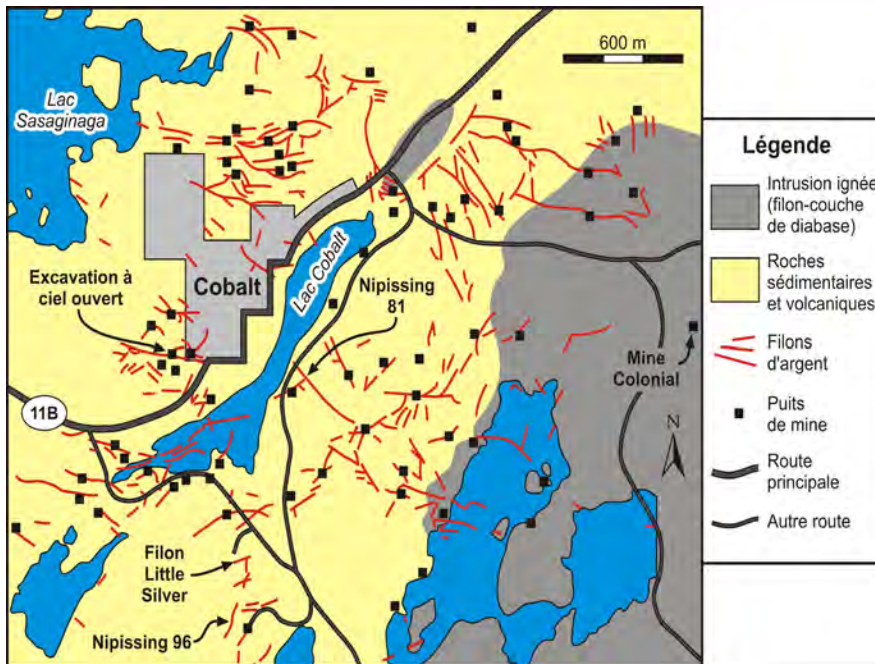 600 m
Lac
Sasaginaga
Excavation à
ciel ouvert
Cobalt
Lac Cobalt
Nipissing
81
Mine
Colonial
11B
N
Filon
Little
Silver
Nipissing 96
Légende
Intrusion ignée
(filon-couche
de diabase)
Roches
sédimentaires
et volcaniques
Filons
d'argent
Puits
de mine
Route
principale
Autre route